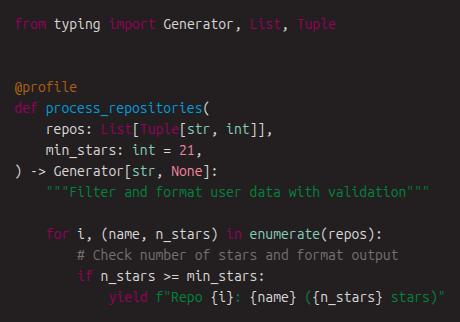 from typing import Generator, List, Tuple
@profile
def process_repositories(
    repos: List[Tuple[str, int]],
    min_stars: int = 21,
) -> Generator[str, None]:
    """Filter and format user data with validation"""
    for i, (name, n_stars) in enumerate(repos):
        # Check number of stars and format output
        if n_stars >= min_stars:
            yield f"Repo {i}: {name} ({n_stars} stars)"